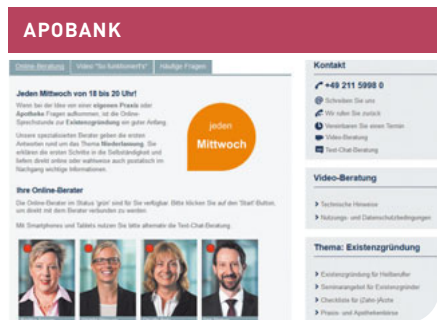 APOBANK
Online-Beratung Video "So funktioniert's" Häufige Fragen
Jeden Mittwoch von 18 bis 20 Uhr!
Wenn bei der Idee von einer eigenen Praxis oder
Apotheke Fragen aufkommen, ist die Online-
Sprechstunde zur Existenzgründung ein guter Anfang.
Unsere spezialisierten Berater geben die ersten
Antworten rund um das Thema Niederlassung. Sie
erklären die ersten Schritte in die Selbständigkeit und
liefern direkt online oder wahlweise auch postalisch im
Nachgang wichtige Informationen.
jeden
Mittwoch
Ihre Online-Berater
Die Online-Berater im Status 'grün' sind für Sie verfügbar. Bitte klicken Sie auf den 'Start' Button,
um direkt mit dem Berater verbunden zu werden.
Mit Smartphones und Tablets nutzen Sie bitte alternativ die Text-Chat-Beratung.
Kontakt
+49 211 5998 0
Schreiben Sie uns
Wir rufen Sie zurück
Vereinbaren Sie einen Termin
Video-Beratung
Text-Chat-Beratung
Video-Beratung
Technische Hinweise
Nutzungs- und Datenschutzbedingungen
Thema: Existenzgründung
Existenzgründung für Heilberufler
Seminarangebot für Existenzgründer
Checkliste für (Zahn-)Ärzte
Praxis- und Apothekenbörse